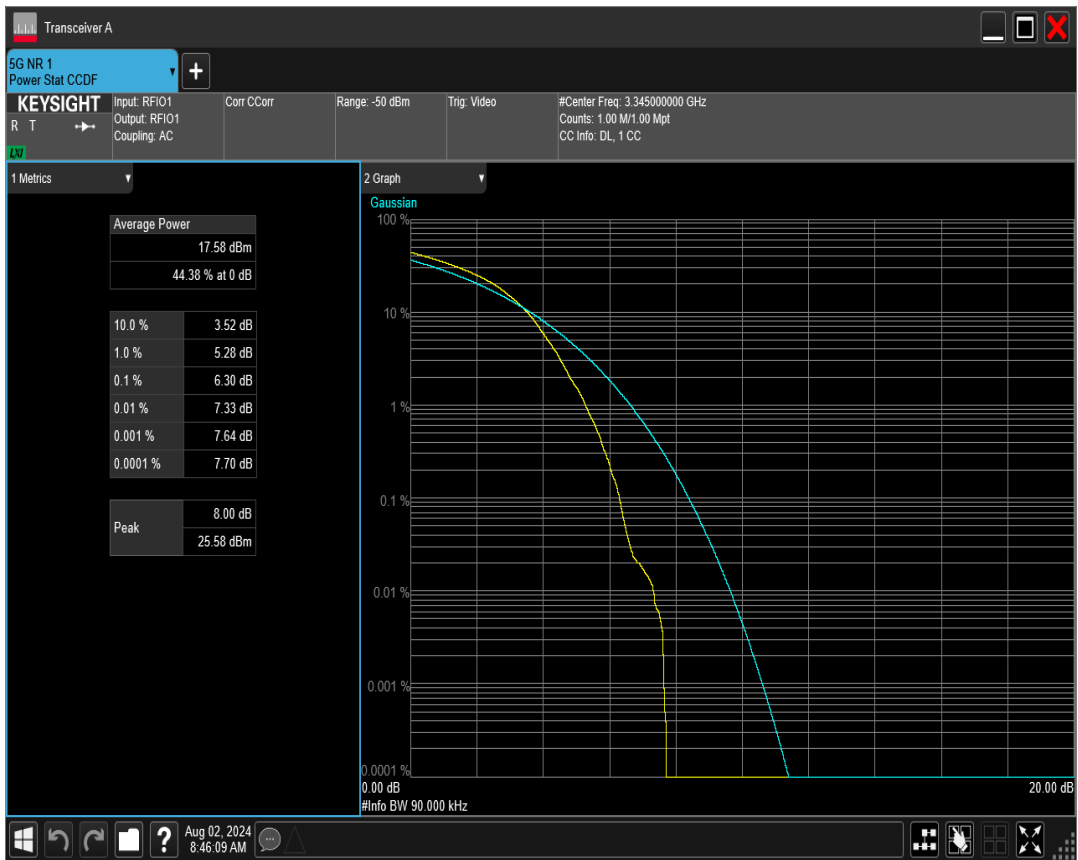 Transceiver A
5G NR 1
Power Stat CCDF
KEYSIGHT
R T
LXI
Input: RFIO1
Output: RFIO1
Coupling: AC
Corr CCorr
Range: -50 dBm
Trig: Video
#Center Freq: 3.345000000 GHz
Counts: 1.00 M/1.00 Mpt
CC Info: DL, 1 CC
1 Metrics
Average Power
17.58 dBm
44.38 % at 0 dB
10.0 % 3.52 dB
1.0 % 5.28 dB
0.1 % 6.30 dB
0.01 % 7.33 dB
0.001 % 7.64 dB
0.0001 % 7.70 dB
Peak
8.00 dB
25.58 dBm
2 Graph
Gaussian
100 %
10 %
1 %
0.1 %
0.01 %
0.001 %
0.0001 %
0.00 dB 20.00 dB
#Info BW 90.000 kHz
Aug 02, 2024
8:46:09 AM